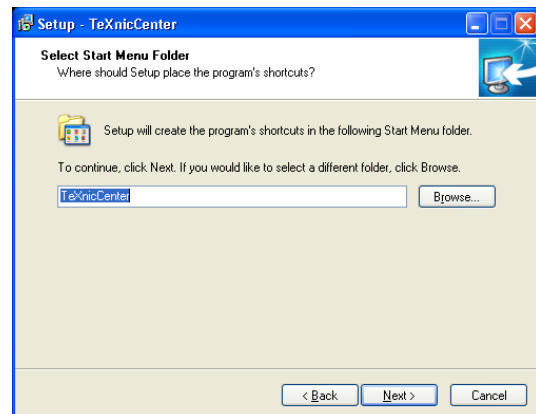 Setup - TeXnicCenter
Select Start Menu Folder
Where should Setup place the program's shortcuts?
Setup will create the program's shortcuts in the following Start Menu folder.
To continue, click Next. If you would like to select a different folder, click Browse.
TeXnicCenter
Browse...
< Back
Next >
Cancel